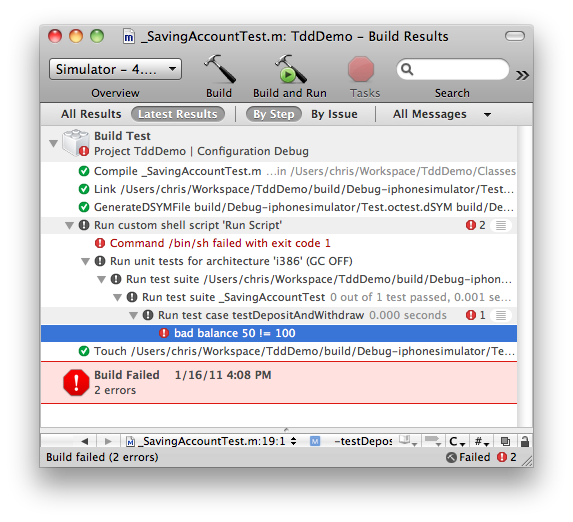 _SavingAccountTest.m: TddDemo – Build Results
Simulator – 4....
Overview
Build
Build and Run
Tasks
Search
All Results
Latest Results
By Step
By Issue
All Messages
Build Test
Project TddDemo | Configuration Debug
Compile _SavingAccountTest.m ...in /Users/chris/Workspace/TddDemo/Classes
Link /Users/chris/Workspace/TddDemo/build/Debug-iphonesimulator/Test...
GenerateDSYMFile build/Debug-iphonesimulator/Test.octest.dSYM build/De...
Run custom shell script 'Run Script' 2
Command /bin/sh failed with exit code 1
Run unit tests for architecture 'i386' (GC OFF)
Run test suite /Users/chris/Workspace/TddDemo/build/Debug-iphon...
Run test suite _SavingAccountTest 0 out of 1 test passed, 0.001 se...
Run test case testDepositAndWithdraw 0.000 seconds 1
bad balance 50 != 100
Touch /Users/chris/Workspace/TddDemo/build/Debug-iphonesimulator/Te...
Build Failed 1/16/11 4:08 PM
2 errors
_SavingAccountTest.m:19:1 M -testDepos C #
Build failed (2 errors) Failed 2